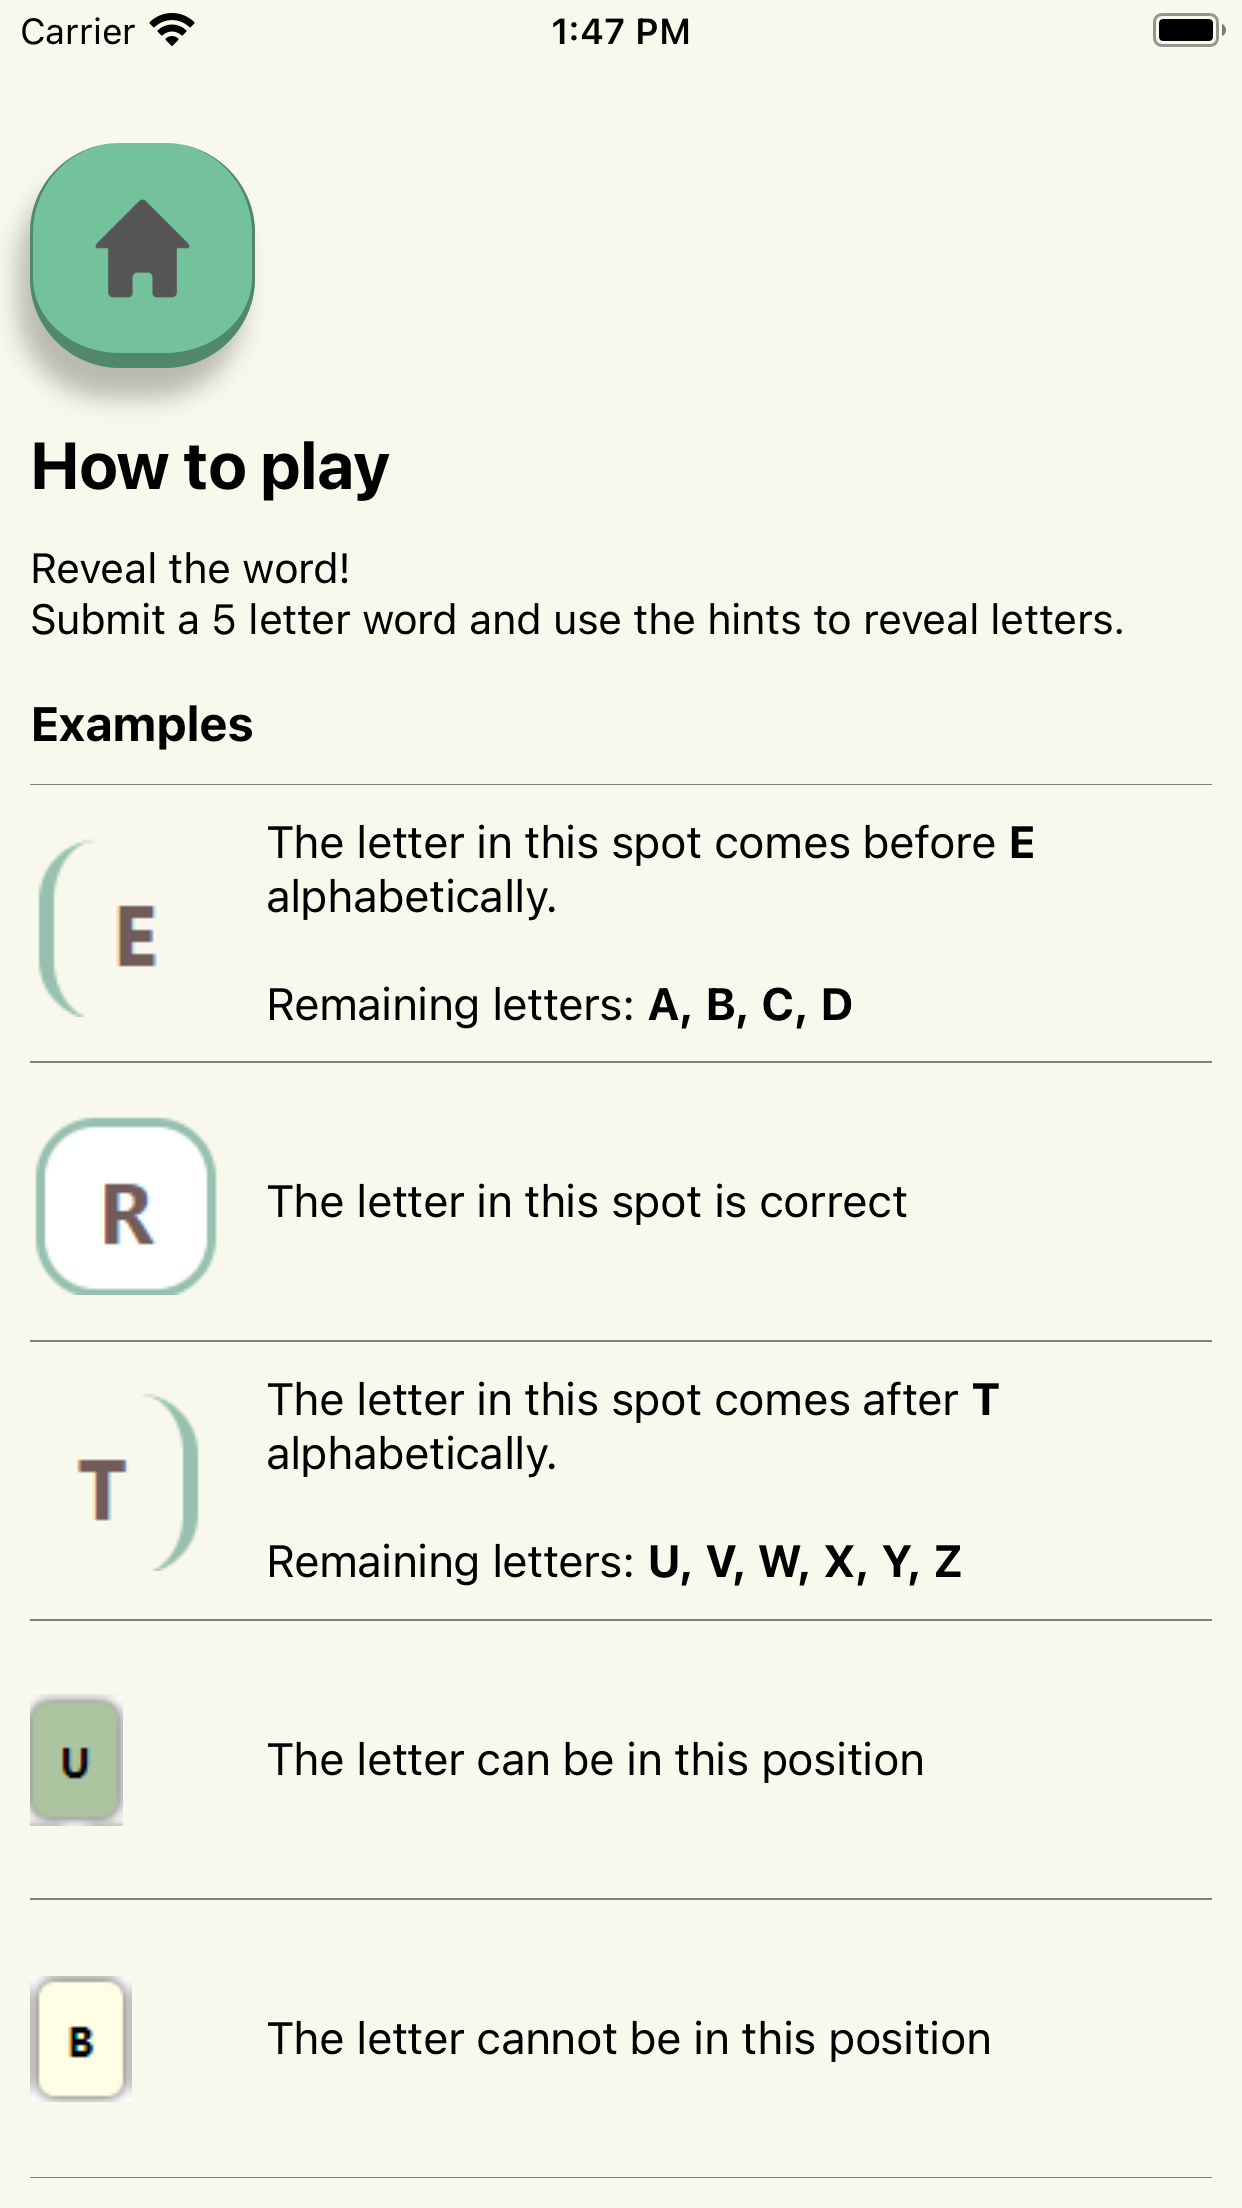 Carrier 1:47 PM
How to play
Reveal the word!
Submit a 5 letter word and use the hints to reveal letters.
Examples
E
The letter in this spot comes before E
alphabetically.
Remaining letters: A, B, C, D
R
The letter in this spot is correct
T
The letter in this spot comes after T
alphabetically.
Remaining letters: U, V, W, X, Y, Z
U
The letter can be in this position
B
The letter cannot be in this position